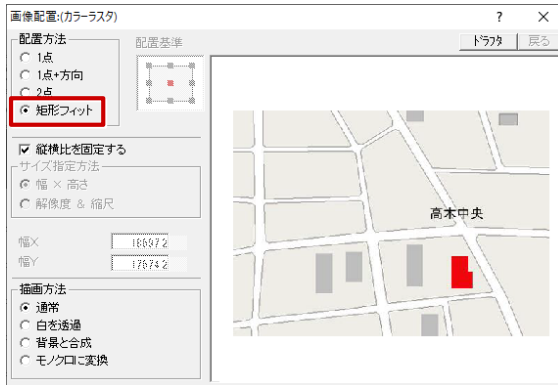 画像配置:(カラーラスタ)
? ×
配置方法
1点
1点+方向
2点
矩形フィット
配置基準
ドラフタ
戻る
縦横比を固定する
サイズ指定方法
幅 × 高さ
解像度 & 縮尺
幅X
幅Y
描画方法
通常
白を透過
背景と合成
モノクロに変換
高木中央